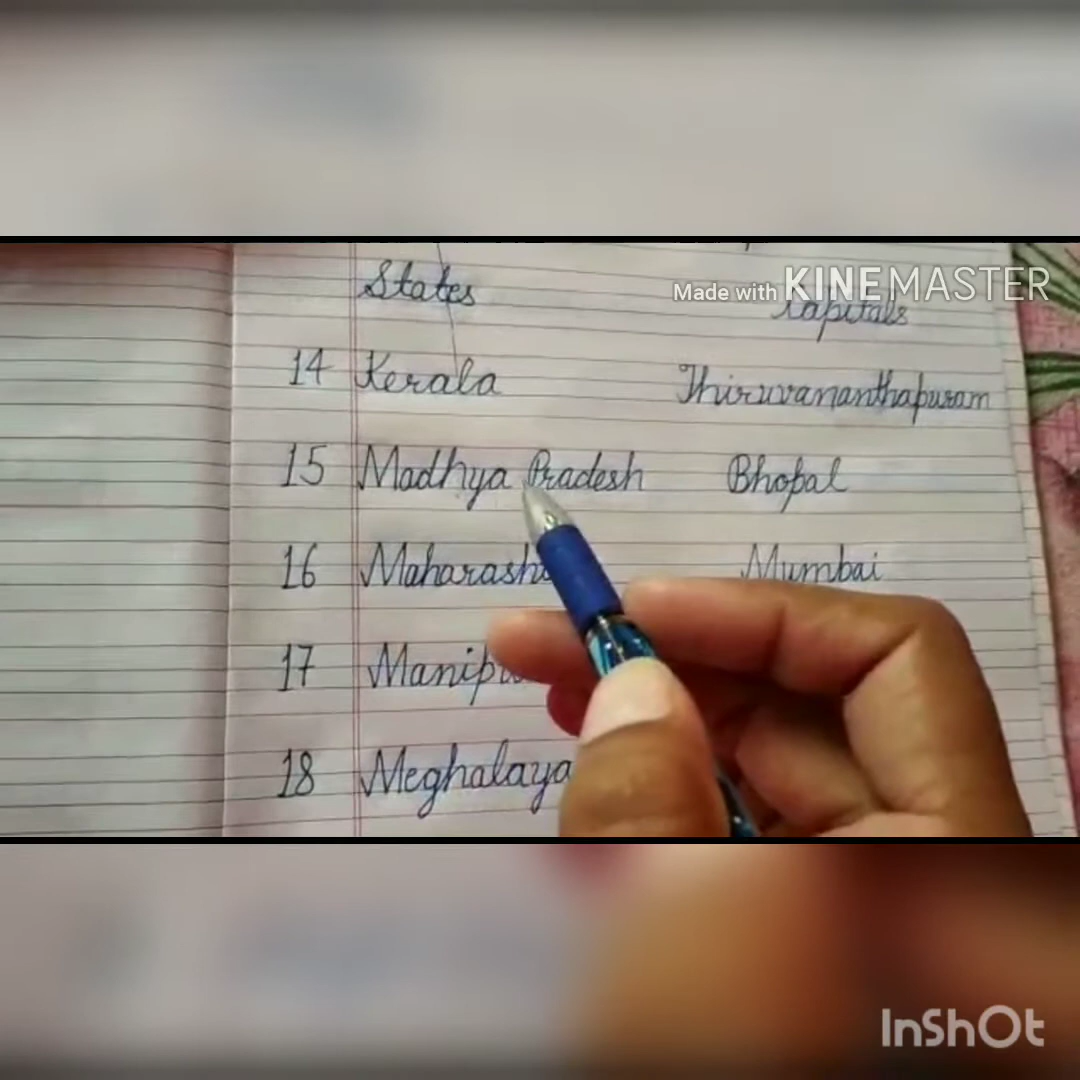 States
Made with KINEMASTER
Capitals
14 Kerala Thiruvananthapuram
15 Madhya Pradesh Bhopal
16 Mumbai
17
18 Meghalaya
InShOt